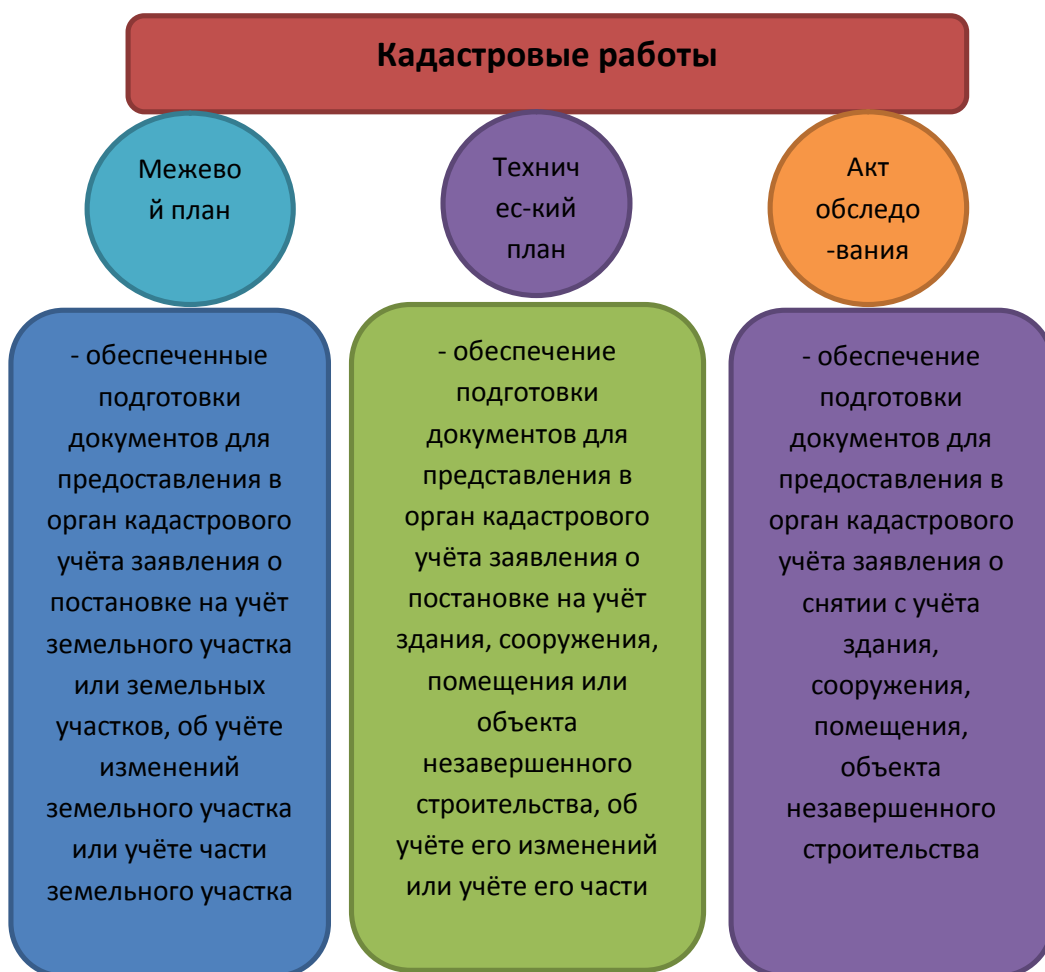 Кадастровые работы
Межево
й план
Технич
ес-кий
план
Акт
обследо
-вания
- обеспеченные
подготовки
документов для
предоставления в
орган кадастрового
учёта заявления о
постановке на учёт
земельного участка
или земельных
участков, об учёте
изменений
земельного участка
или учёте части
земельного участка
- обеспечение
подготовки
документов для
представления в
орган кадастрового
учёта заявления о
постановке на учёт
здания, сооружения,
помещения или
объекта
незавершенного
строительства, об
учёте его изменений
или учёте его части
- обеспечение
подготовки
документов для
предоставления в
орган кадастрового
учёта заявления о
снятии с учёта
здания,
сооружения,
помещения,
объекта
незавершенного
строительства